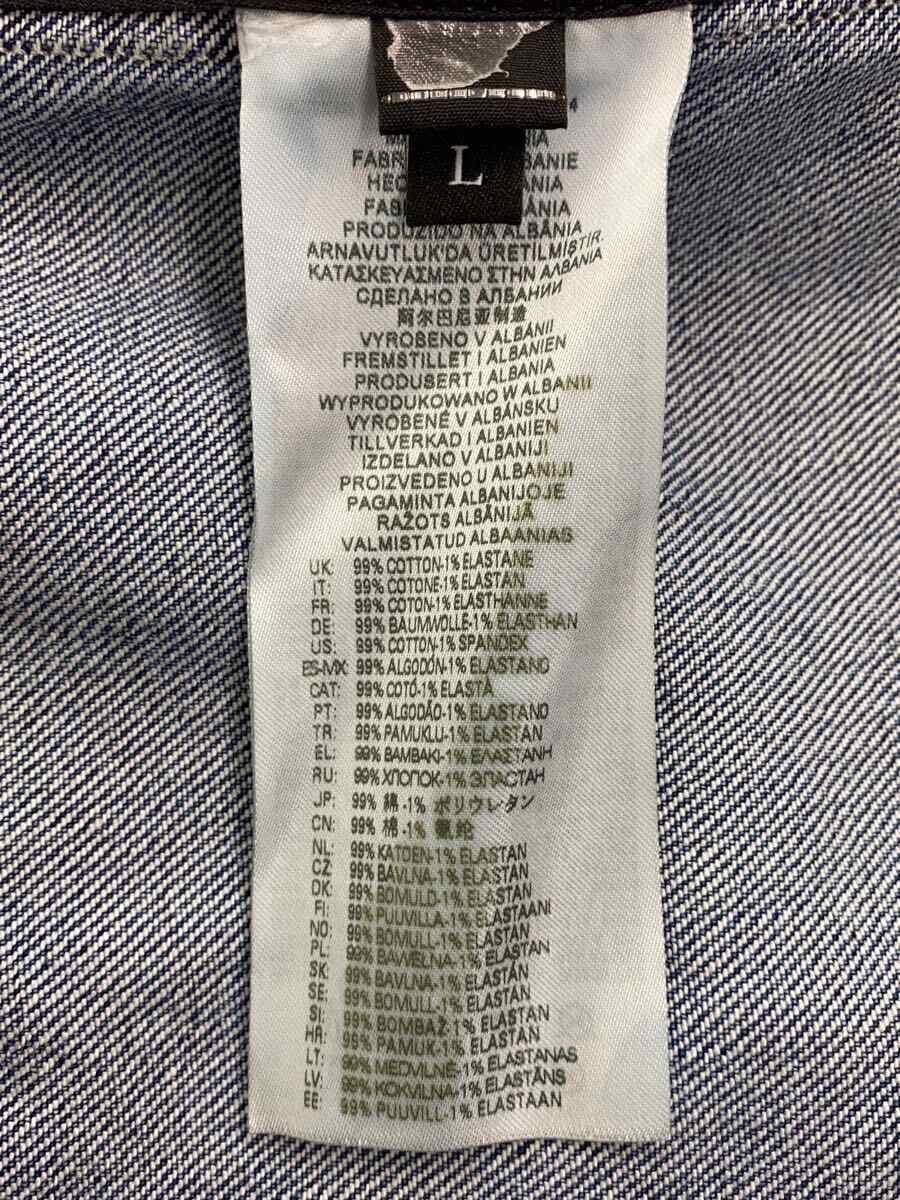 4
L
PRODUZIDO NA ALBÂNIA
ARNAVUTLUK'DA ÜRETİLMİŞTİR.
ΚΑΤΑΣΚΕΥΑΣΜΕΝΟ ΣΤΗΝ ΑΛΒΑΝΙΑ
СДЕЛАНО В АЛБАНИИ
阿尔巴尼亚制造
VYROBENO V ALBÁNII
FREMSTILLET I ALBANIEN
PRODUSERT I ALBANIA
WYPRODUKOWANO W ALBANII
VYROBENÉ V ALBÁNSKU
TILLVERKAD I ALBANIEN
IZDELANO V ALBANIJI
PROIZVEDENO U ALBANIJI
PAGAMINTA ALBANIJOJE
RAŽOTS ALBĀNIJĀ
VALMISTATUD ALBAANIAS
UK: 99% COTTON-1% ELASTANE
IT: 99% COTONE-1% ELASTAN
FR: 99% COTON-1% ELASTHANNE
DE: 99% BAUMWOLLE-1% ELASTHAN
US: 99% COTTON-1% SPANDEX
ES-MX: 99% ALGODÓN-1% ELASTANO
CAT: 99% COTÓ-1% ELASTÀ
PT: 99% ALGODÃO-1% ELASTANO
TR: 99% PAMUKLU-1% ELASTAN
EL: 99% ΒΑΜΒΑΚΙ-1% ΕΛΑΣΤΑΝΗ
RU: 99% ХЛОПОК-1% ЭЛАСТАН
JP: 99% 綿-1% ポリウレタン
CN: 99% 棉-1% 氨纶
NL: 99% KATOEN-1% ELASTAN
CZ: 99% BAVLNA-1% ELASTAN
DK: 99% BOMULD-1% ELASTAN
FI: 99% PUUVILLA-1% ELASTAANI
NO: 99% BOMULL-1% ELASTAN
PL: 99% BAWEŁNA-1% ELASTAN
SK: 99% BAVLNA-1% ELASTAN
SE: 99% BOMULL-1% ELASTAN
SI: 99% BOMBAŽ-1% ELASTAN
HR: 99% PAMUK-1% ELASTAN
LT: 99% MEDVILNĖ-1% ELASTANAS
LV: 99% KOKVILNA-1% ELASTĀNS
EE: 99% PUUVILL-1% ELASTAAN